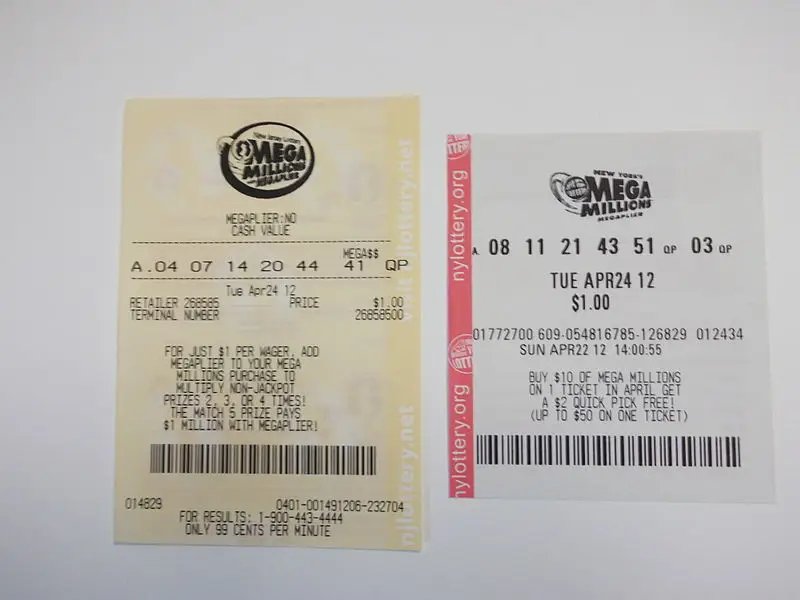 New Jersey Lottery
MEGA
MILLIONS
MEGAPLIER
MEGAPLIER:NO
CASH VALUE
MEGA$$
A.04 07 14 20 44 41 QP
Tue Apr24 12
RETAILER 268585 PRICE $1.00
TERMINAL NUMBER 26858500
FOR JUST $1 PER WAGER, ADD
MEGAPLIER TO YOUR MEGA
MILLIONS PURCHASE TO
MULTIPLY NON-JACKPOT
PRIZES 2, 3, OR 4 TIMES!
THE MATCH 5 PRIZE PAYS
$1 MILLION WITH MEGAPLIER!
014829 0401-001491206-232704
FOR RESULTS: 1-900-443-4444
ONLY 99 CENTS PER MINUTE
visit njlottery.net
njlottery.net
NEW YORK'S
MEGA
MILLIONS
MEGAPLIER
A. 08 11 21 43 51 QP 03 QP
TUE APR24 12
$1.00
01772700 609-054816785-126829 012434
SUN APR22 12 14:00:55
BUY $10 OF MEGA MILLIONS
ON 1 TICKET IN APRIL GET
A $2 QUICK PICK FREE!
(UP TO $50 ON ONE TICKET)
nylottery.org
nylottery.org